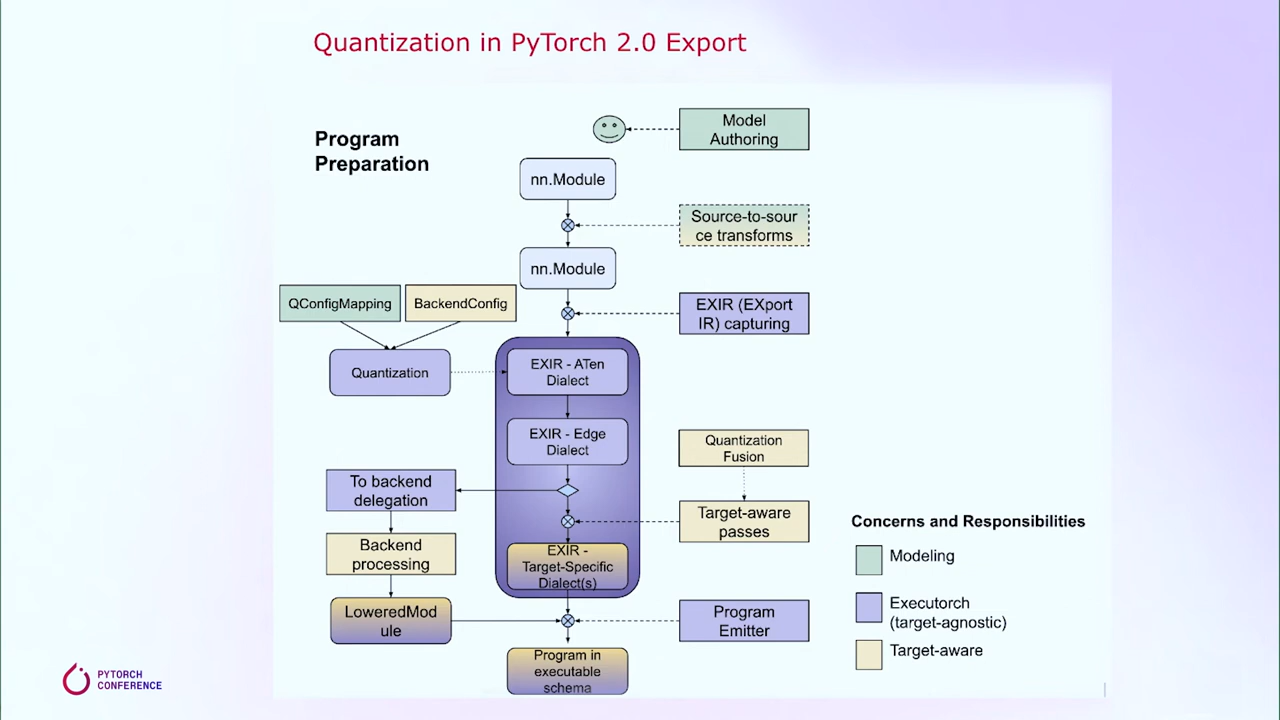 Quantization in PyTorch 2.0 Export
Program
Preparation
Model
Authoring
nn.Module
Source-to-sour
ce transforms
nn.Module
QConfigMapping
BackendConfig
EXIR (EXport
IR) capturing
Quantization
EXIR - ATen
Dialect
EXIR - Edge
Dialect
Quantization
Fusion
To backend
delegation
Target-aware
passes
Backend
processing
EXIR -
Target-Specific
Dialect(s)
LoweredMod
ule
Program
Emitter
Program in
executable
schema
Concerns and Responsibilities
Modeling
Executorch
(target-agnostic)
Target-aware
PYTORCH
CONFERENCE